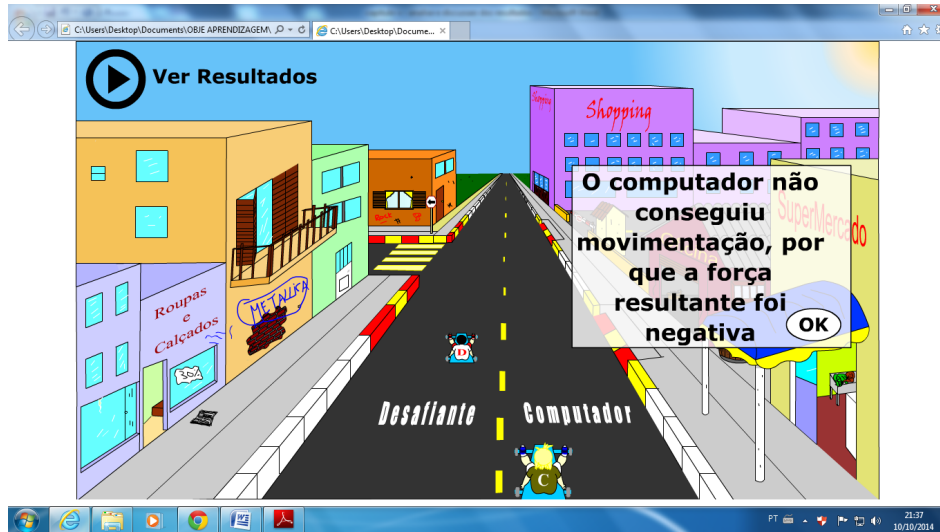 C:\Users\Desktop\Documents\OBJE APRENDIZAGEM\
C:\Users\Desktop\Docume...
Ver Resultados
Shopping
Shopping
O computador não
conseguiu
movimentação, por
que a força
resultante foi
negativa
OK
SuperMercado
Roupas
e
Calçados
METALLICA
D
Desafiante
Computador
C
PT
21:37
10/10/2014